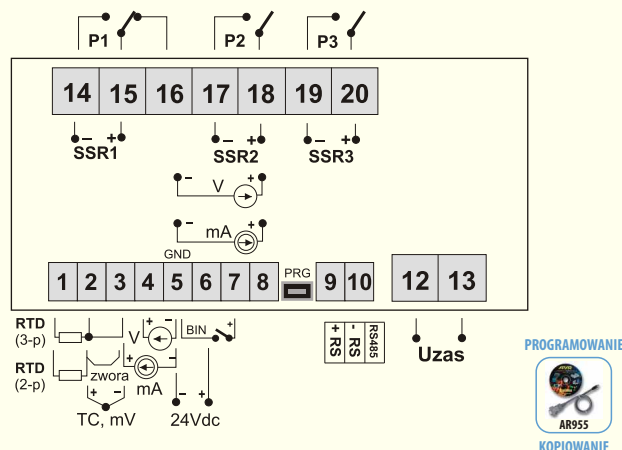 P1 P2 P3
14 15 16 17 18 19 20
- + - + - +
SSR1 SSR2 SSR3
- V +
- mA +
GND
1 2 3 4 5 6 7 8 PRG 9 10 12 13
RTD
(3-p)
V + - BIN +
RTD
(2-p)
zwora + - mA
+ - - +
TC, mV 24Vdc
+ RS
- RS
RS485
Uzas
PROGRAMOWANIE
AR955
KOPIOWANIE